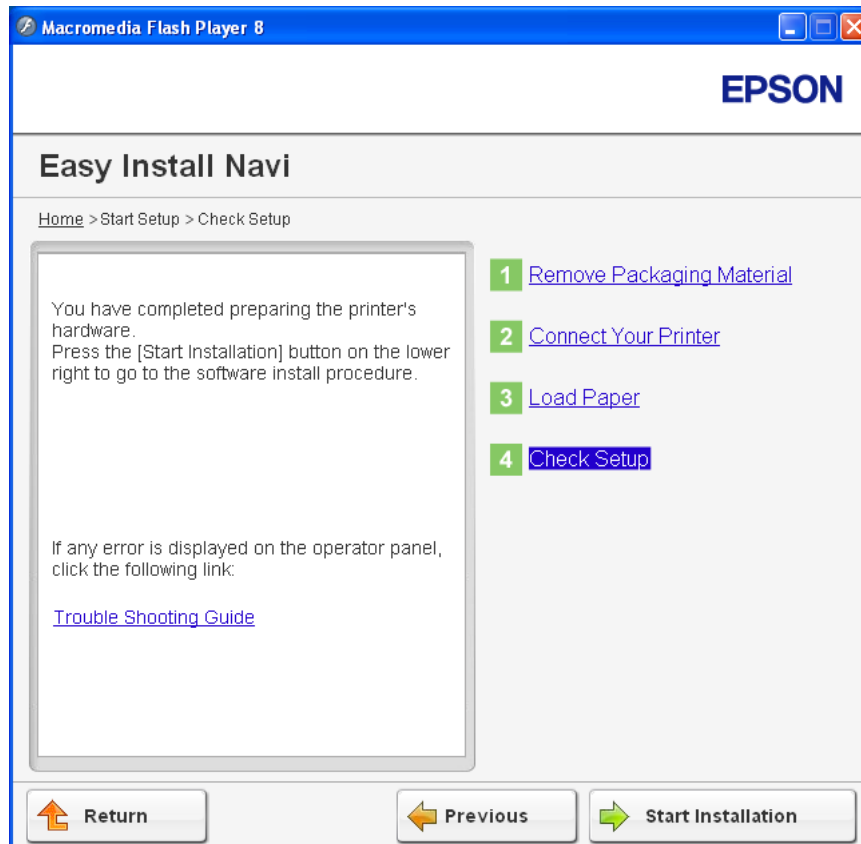 Macromedia Flash Player 8
EPSON
Easy Install Navi
Home > Start Setup > Check Setup
You have completed preparing the printer's
hardware.
Press the [Start Installation] button on the lower
right to go to the software install procedure.
If any error is displayed on the operator panel,
click the following link:
Trouble Shooting Guide
1 Remove Packaging Material
2 Connect Your Printer
3 Load Paper
4 Check Setup
Return
Previous
Start Installation